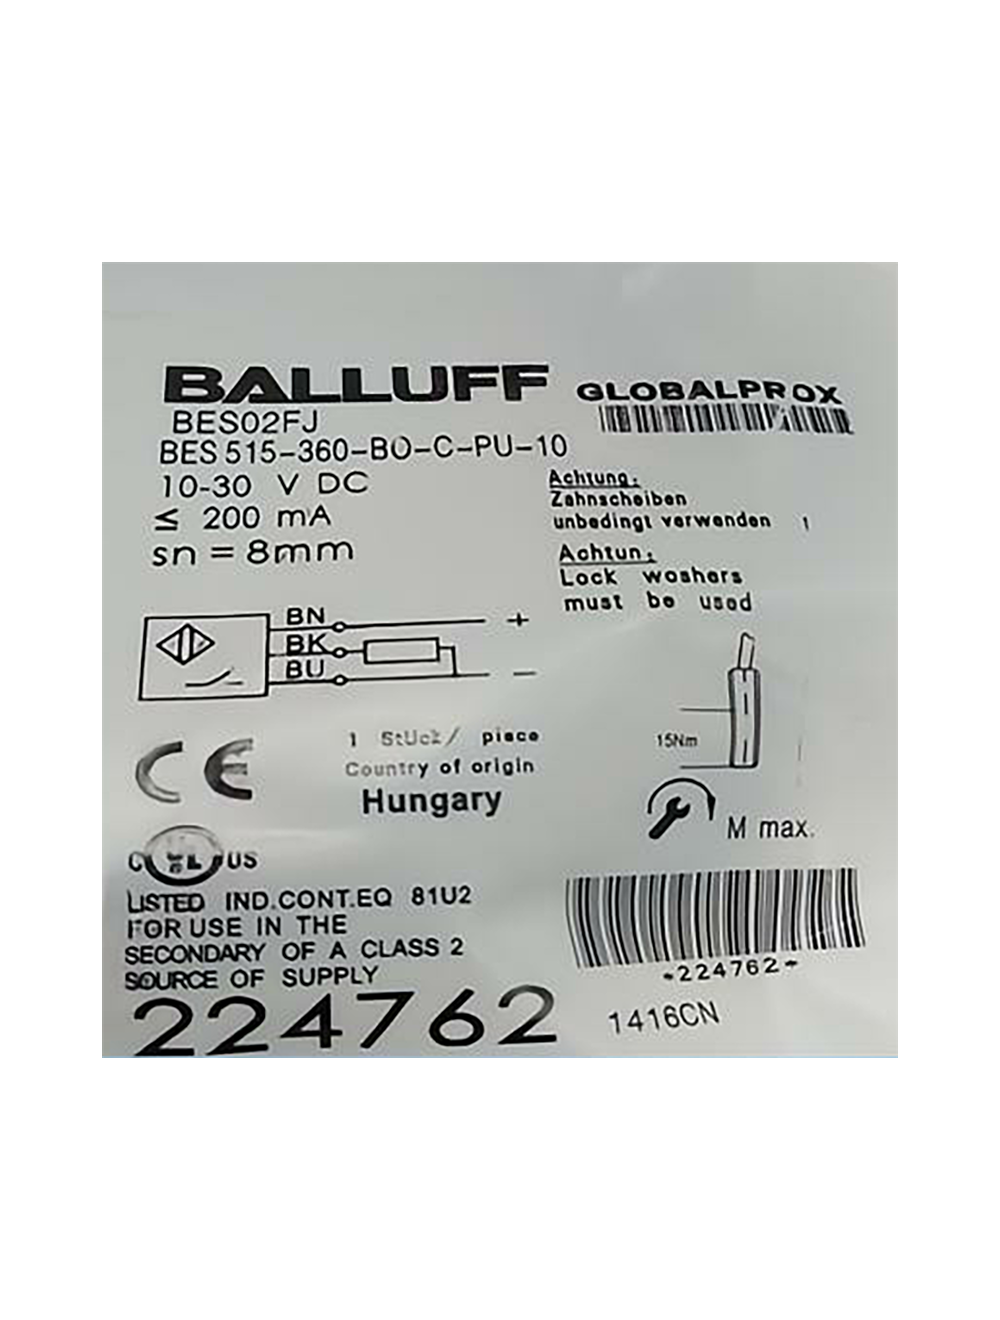 BALLUFF
GLOBALPROX
BES02FJ
BES 515-360-BO-C-PU-10
10-30 V DC
≤ 200 mA
sn = 8mm
Achtung:
Zahnscheiben
unbedingt verwenden !
Achtun:
Lock woshers
must be used
BN
+
BK
BU
-
1 Stück/ piece
Country of origin
Hungary
15Nm
M max.
CE
C UL US
LISTED IND.CONT.EQ 81U2
FOR USE IN THE
SECONDARY OF A CLASS 2
SOURCE OF SUPPLY
224762
-224762-
1416CN